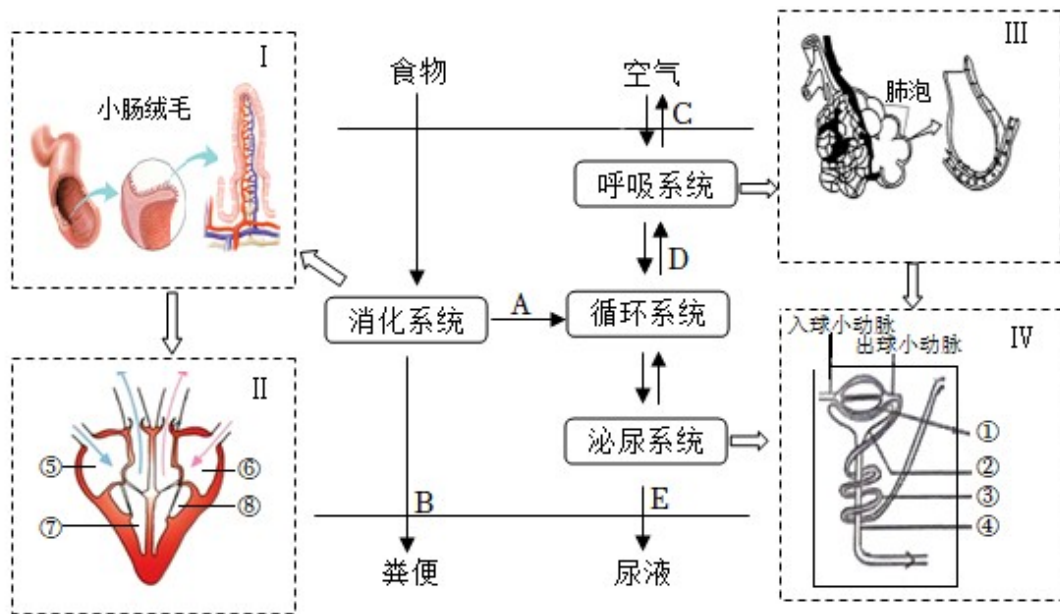 I
小肠绒毛
食物
空气
C
III
肺泡
呼吸系统
D
消化系统
A
循环系统
II
⑤
⑥
⑦
⑧
泌尿系统
IV
入球小动脉
出球小动脉
①
②
③
④
B
E
粪便
尿液